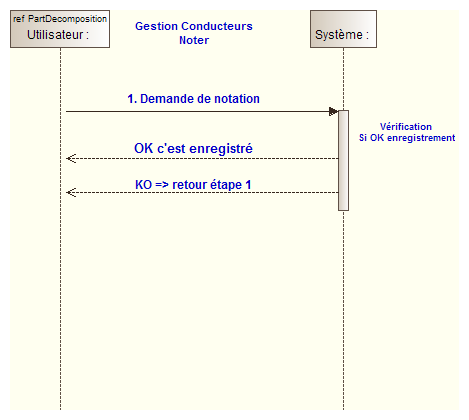 ref PartDecomposition
Utilisateur :
Gestion Conducteurs
Noter
Système :
1. Demande de notation
Vérification
Si OK enregistrement
OK c'est enregistré
KO => retour étape 1